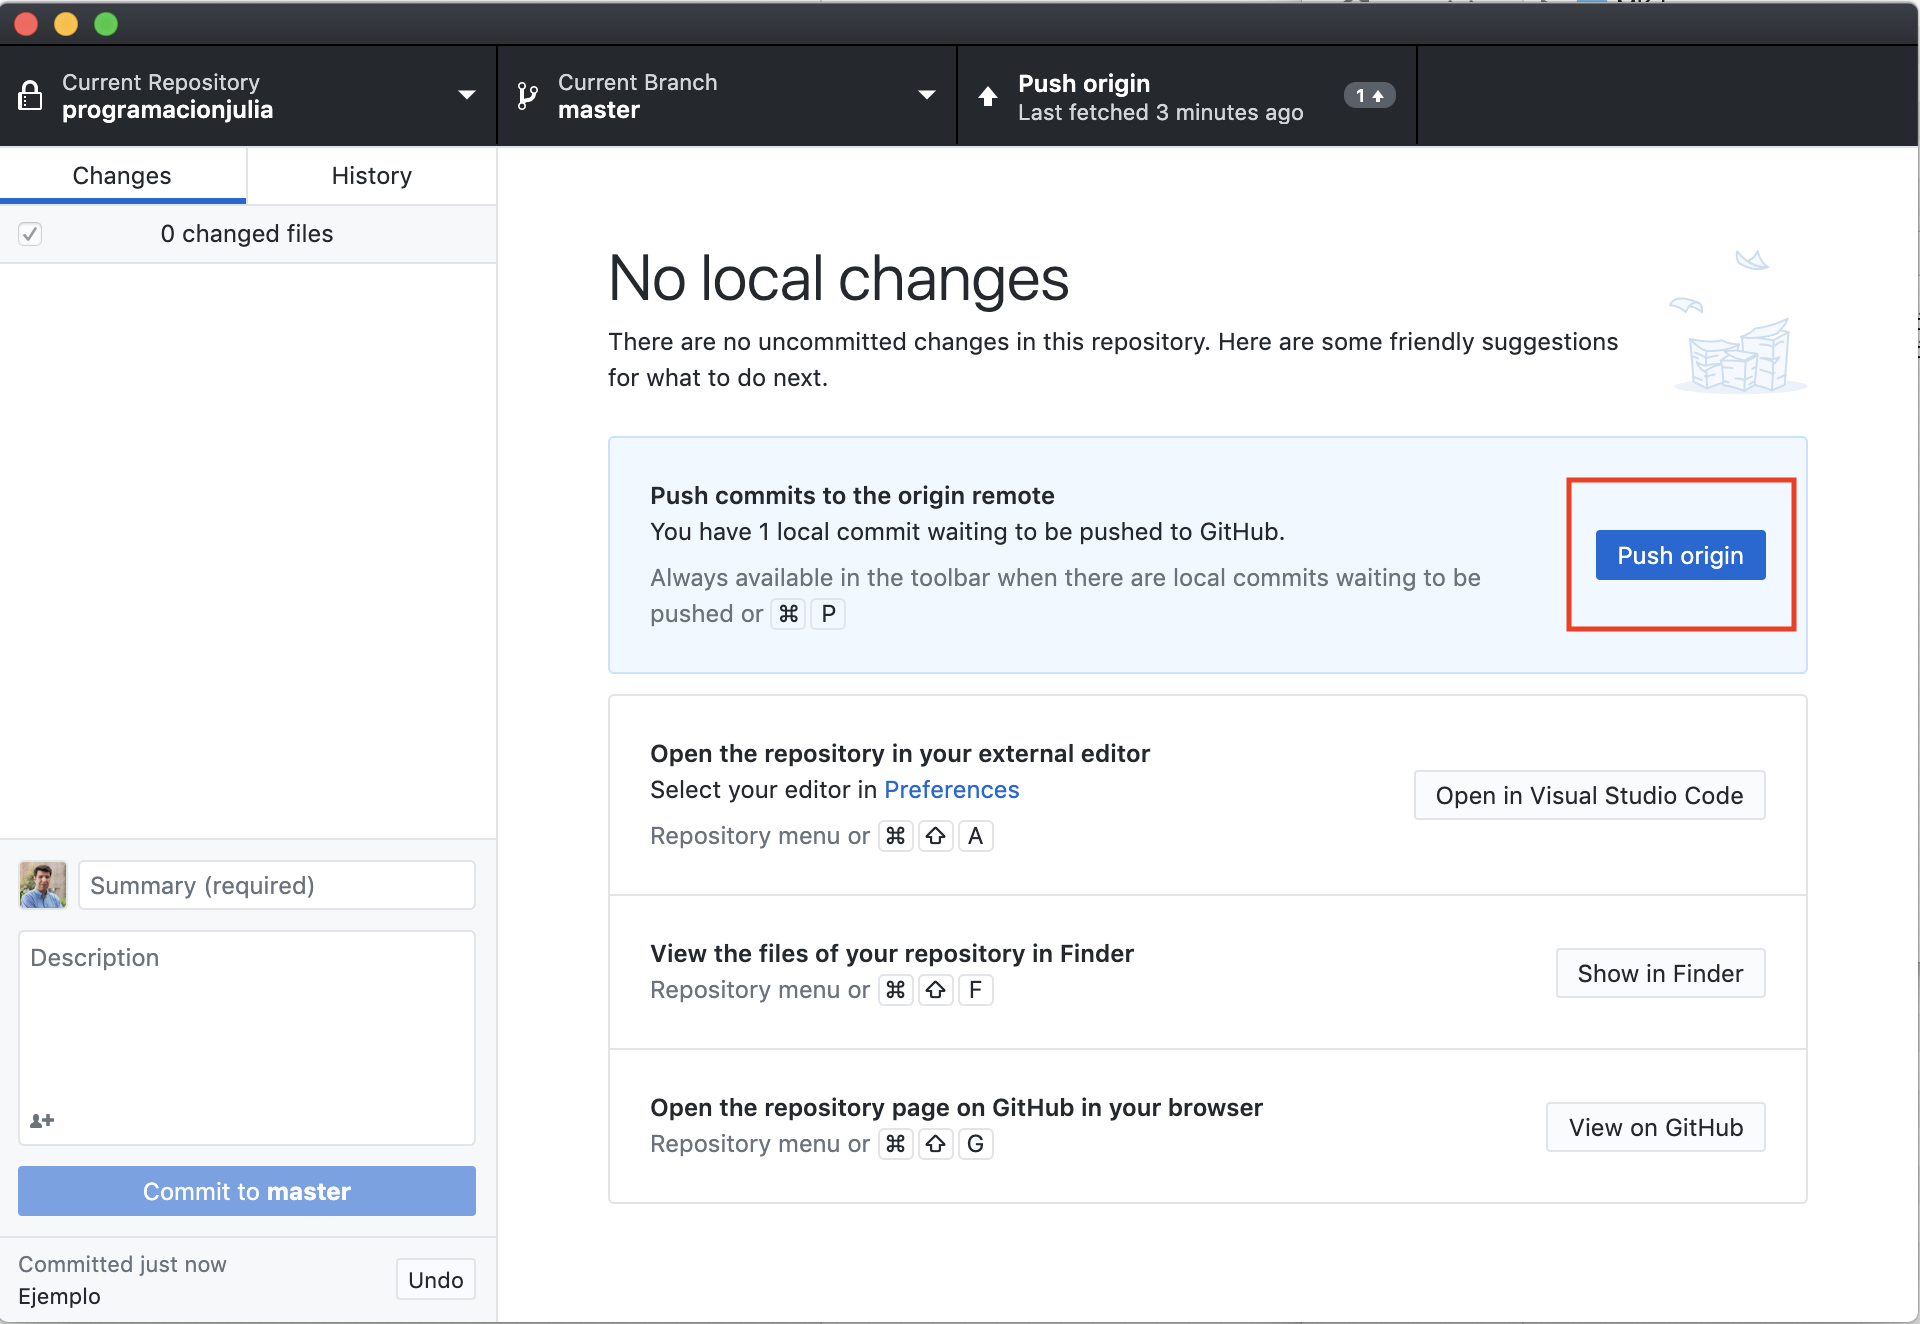 Current Repository
programacionjulia
Current Branch
master
Push origin
Last fetched 3 minutes ago
1
Changes
History
0 changed files
No local changes
There are no uncommitted changes in this repository. Here are some friendly suggestions
for what to do next.
Push commits to the origin remote
You have 1 local commit waiting to be pushed to GitHub.
Always available in the toolbar when there are local commits waiting to be
pushed or ⌘ P
Push origin
Open the repository in your external editor
Select your editor in Preferences
Repository menu or ⌘ ⇧ A
Open in Visual Studio Code
View the files of your repository in Finder
Repository menu or ⌘ ⇧ F
Show in Finder
Open the repository page on GitHub in your browser
Repository menu or ⌘ ⇧ G
View on GitHub
Summary (required)
Description
Commit to master
Committed just now
Ejemplo
Undo